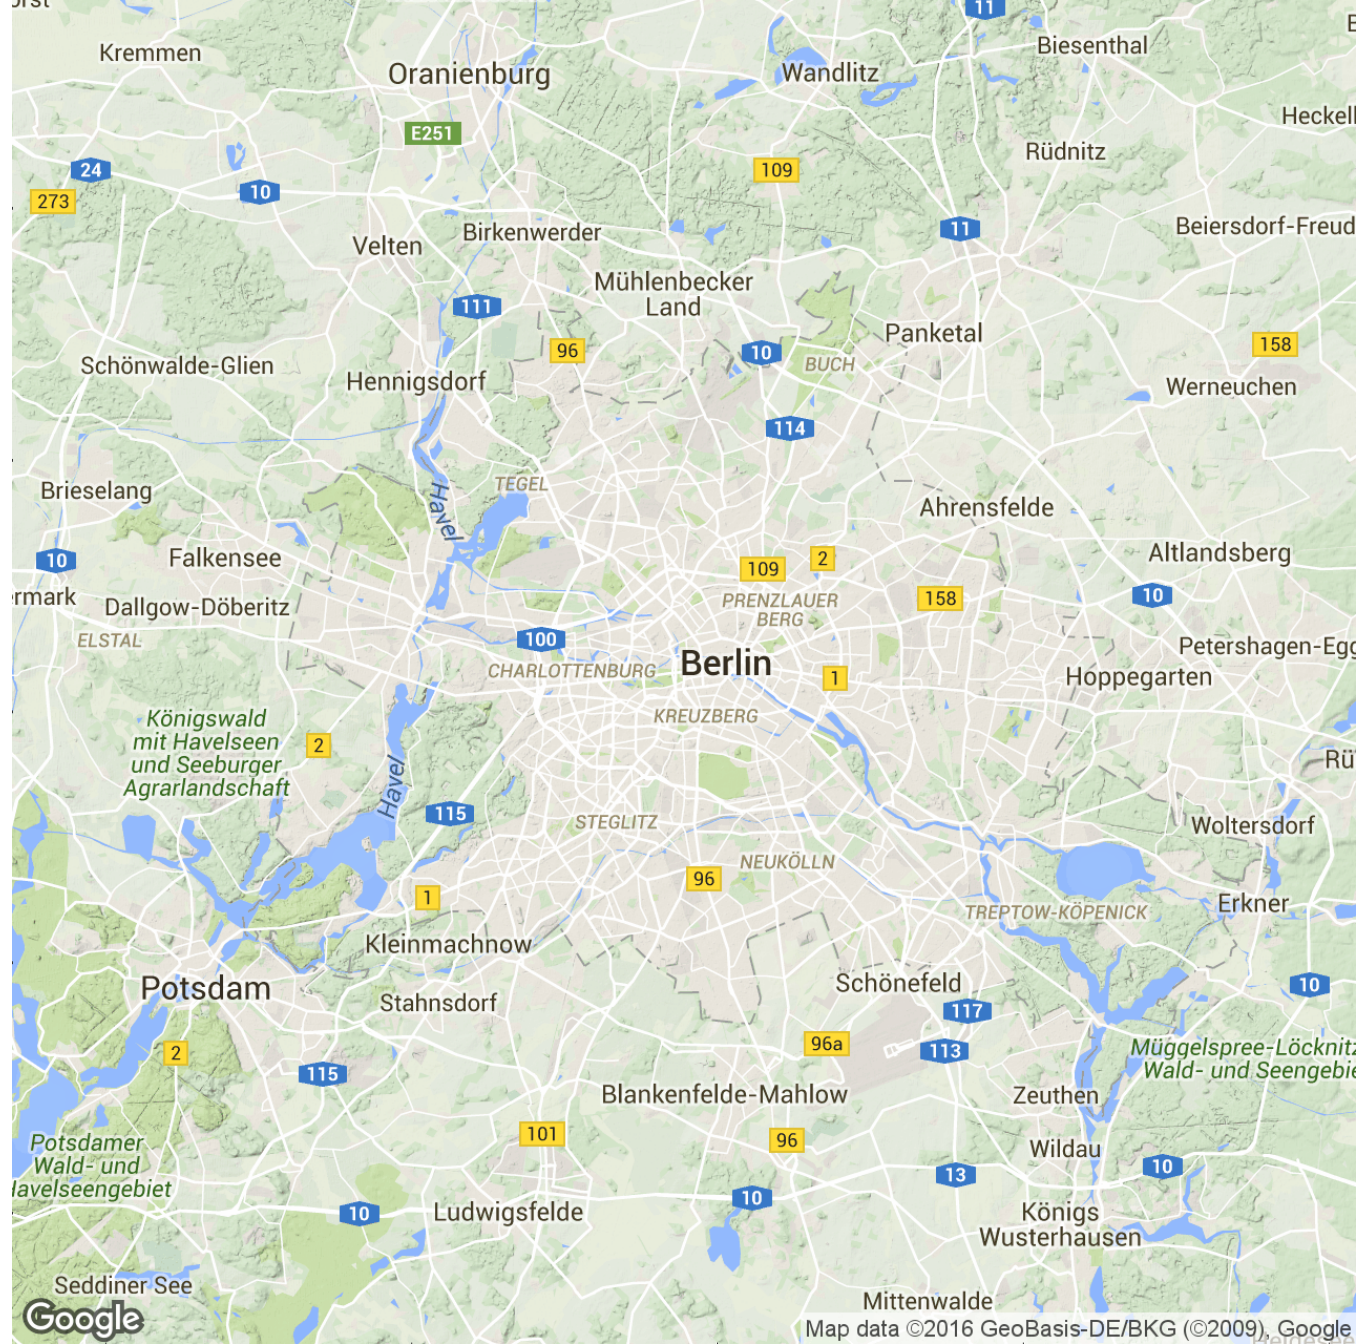 Kremmen
Oranienburg
Wandlitz
11
Biesenthal
E251
24
10
273
109
Rüdnitz
Velten
Birkenwerder
11
Beiersdorf-Freud
Mühlenbecker
Land
111
96
10
BUCH
Panketal
158
Schönwalde-Glien
Hennigsdorf
Werneuchen
114
Brieselang
TEGEL
Havel
Ahrensfelde
10
Falkensee
109
2
Altlandsberg
ermark
Dallgow-Döberitz
ELSTAL
PRENZLAUER
BERG
158
10
100
CHARLOTTENBURG
Berlin
1
Petershagen-Egg
Hoppegarten
KREUZBERG
Königswald
mit Havelseen
und Seeburger
Agrarlandschaft
2
Havel
115
STEGLITZ
Rü
Woltersdorf
NEUKÖLLN
96
1
TREPTOW-KÖPENICK
Erkner
Kleinmachnow
Potsdam
Stahnsdorf
Schönefeld
117
10
2
115
96a
113
Müggelspree-Löcknitz
Wald- und Seengebie
Blankenfelde-Mahlow
Zeuthen
101
96
Wildau
Potsdamer
Wald- und
Havelseengebiet
10
13
10
10
Ludwigsfelde
Königs
Wusterhausen
Seddiner See
Mittenwalde
Google
Map data ©2016 GeoBasis-DE/BKG (©2009), Google